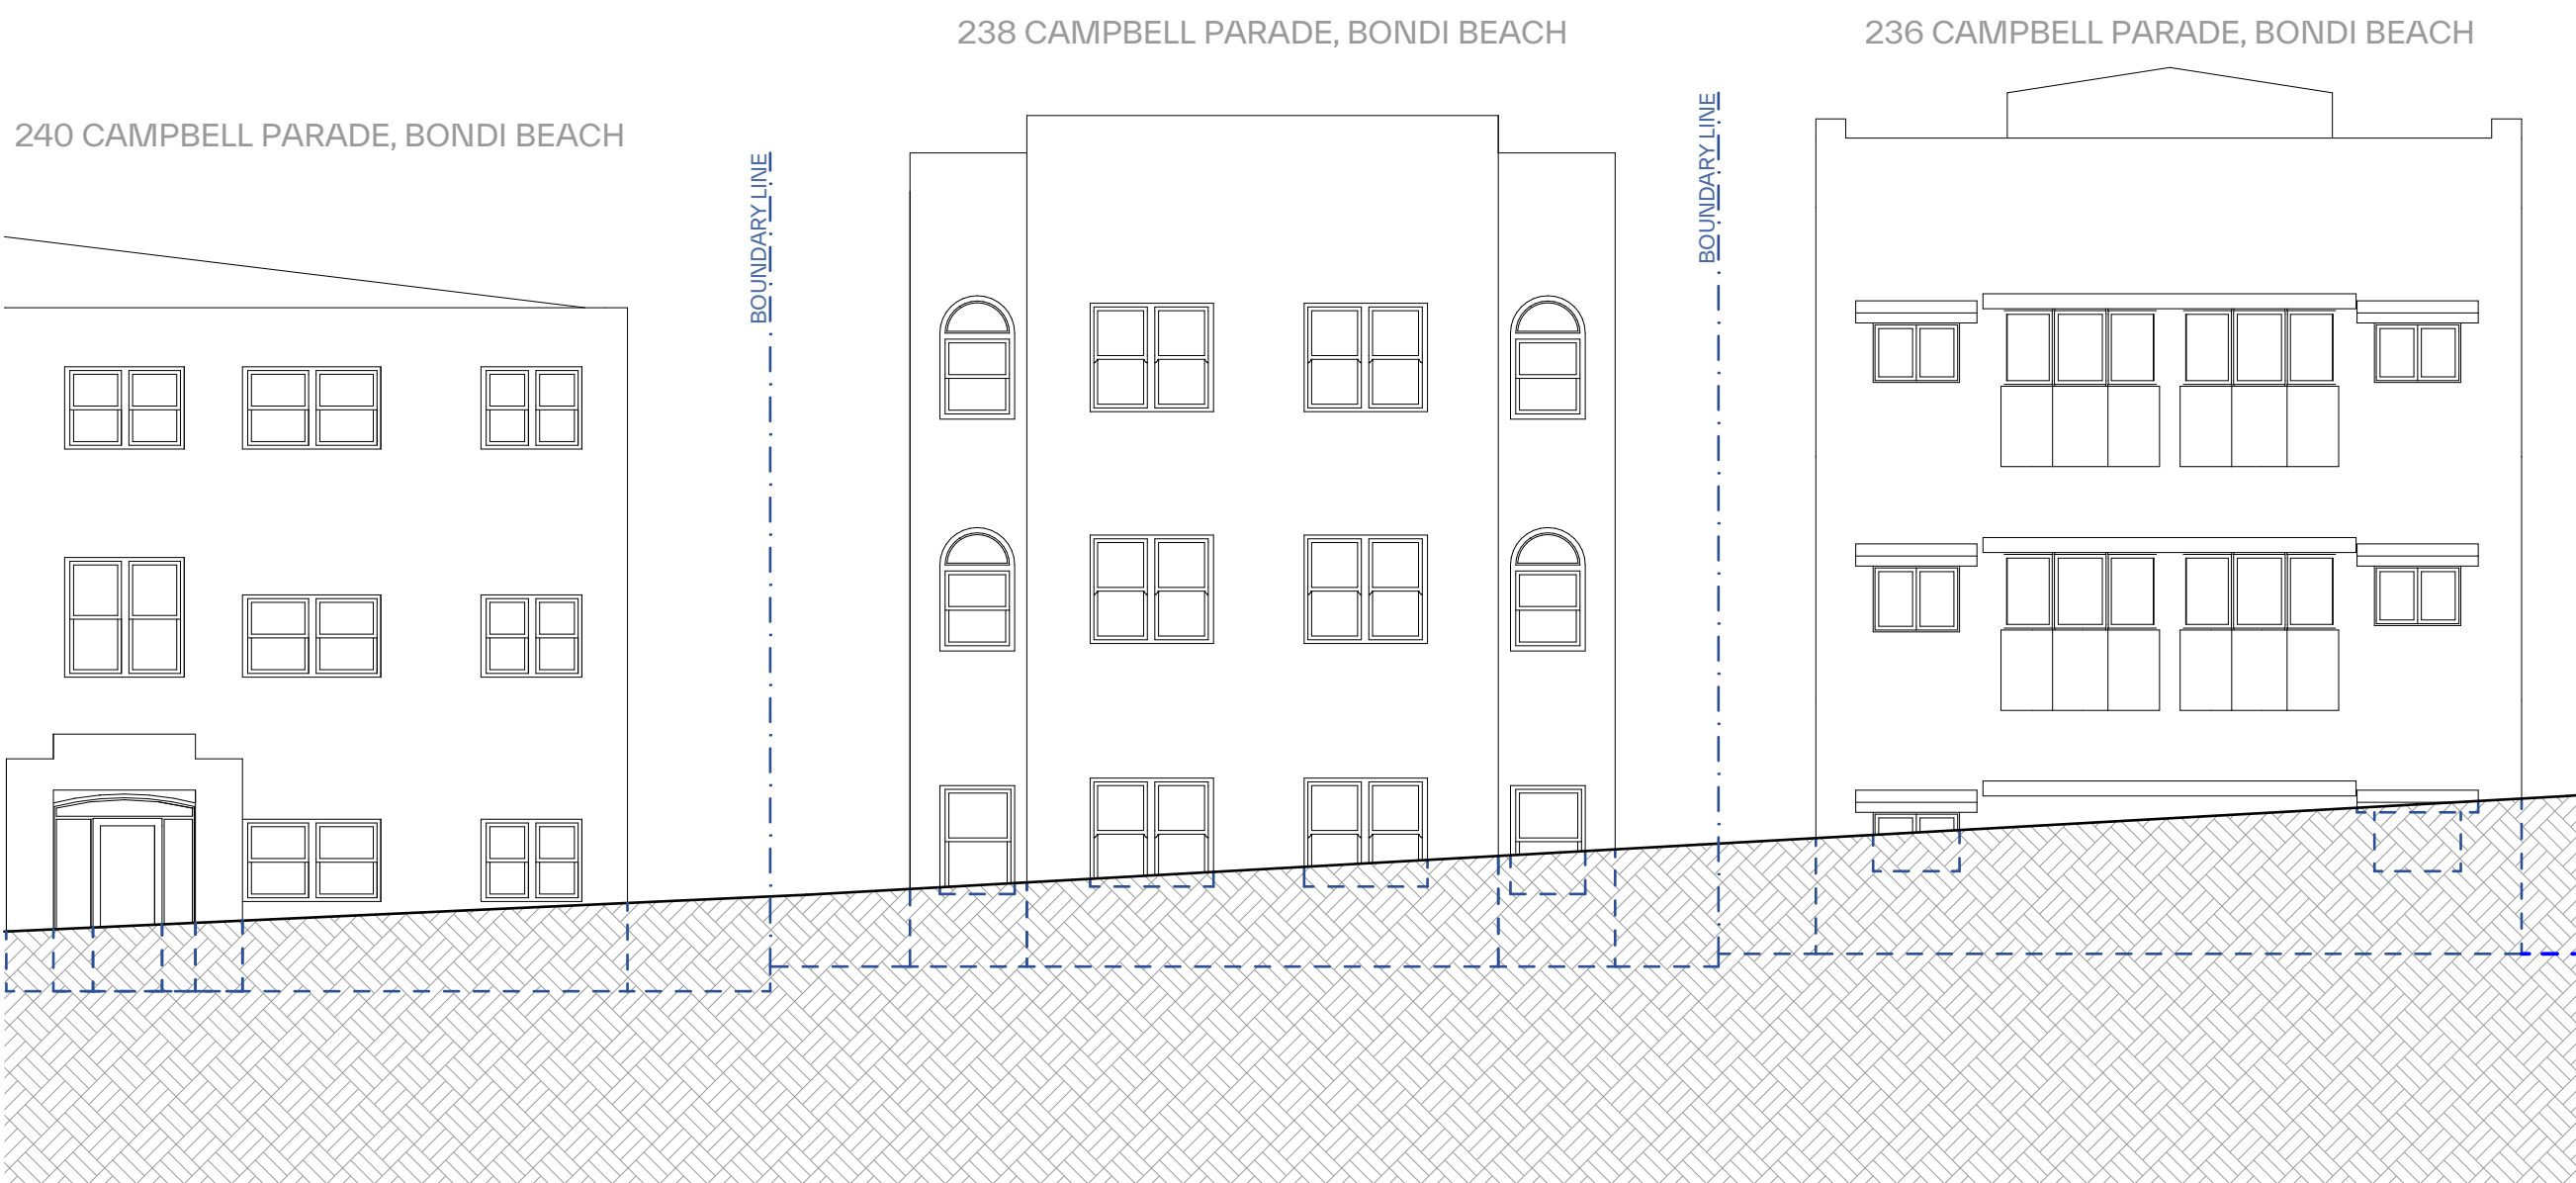 238 CAMPBELL PARADE, BONDI BEACH
236 CAMPBELL PARADE, BONDI BEACH
240 CAMPBELL PARADE, BONDI BEACH
BOUNDARY LINE
BOUNDARY LINE